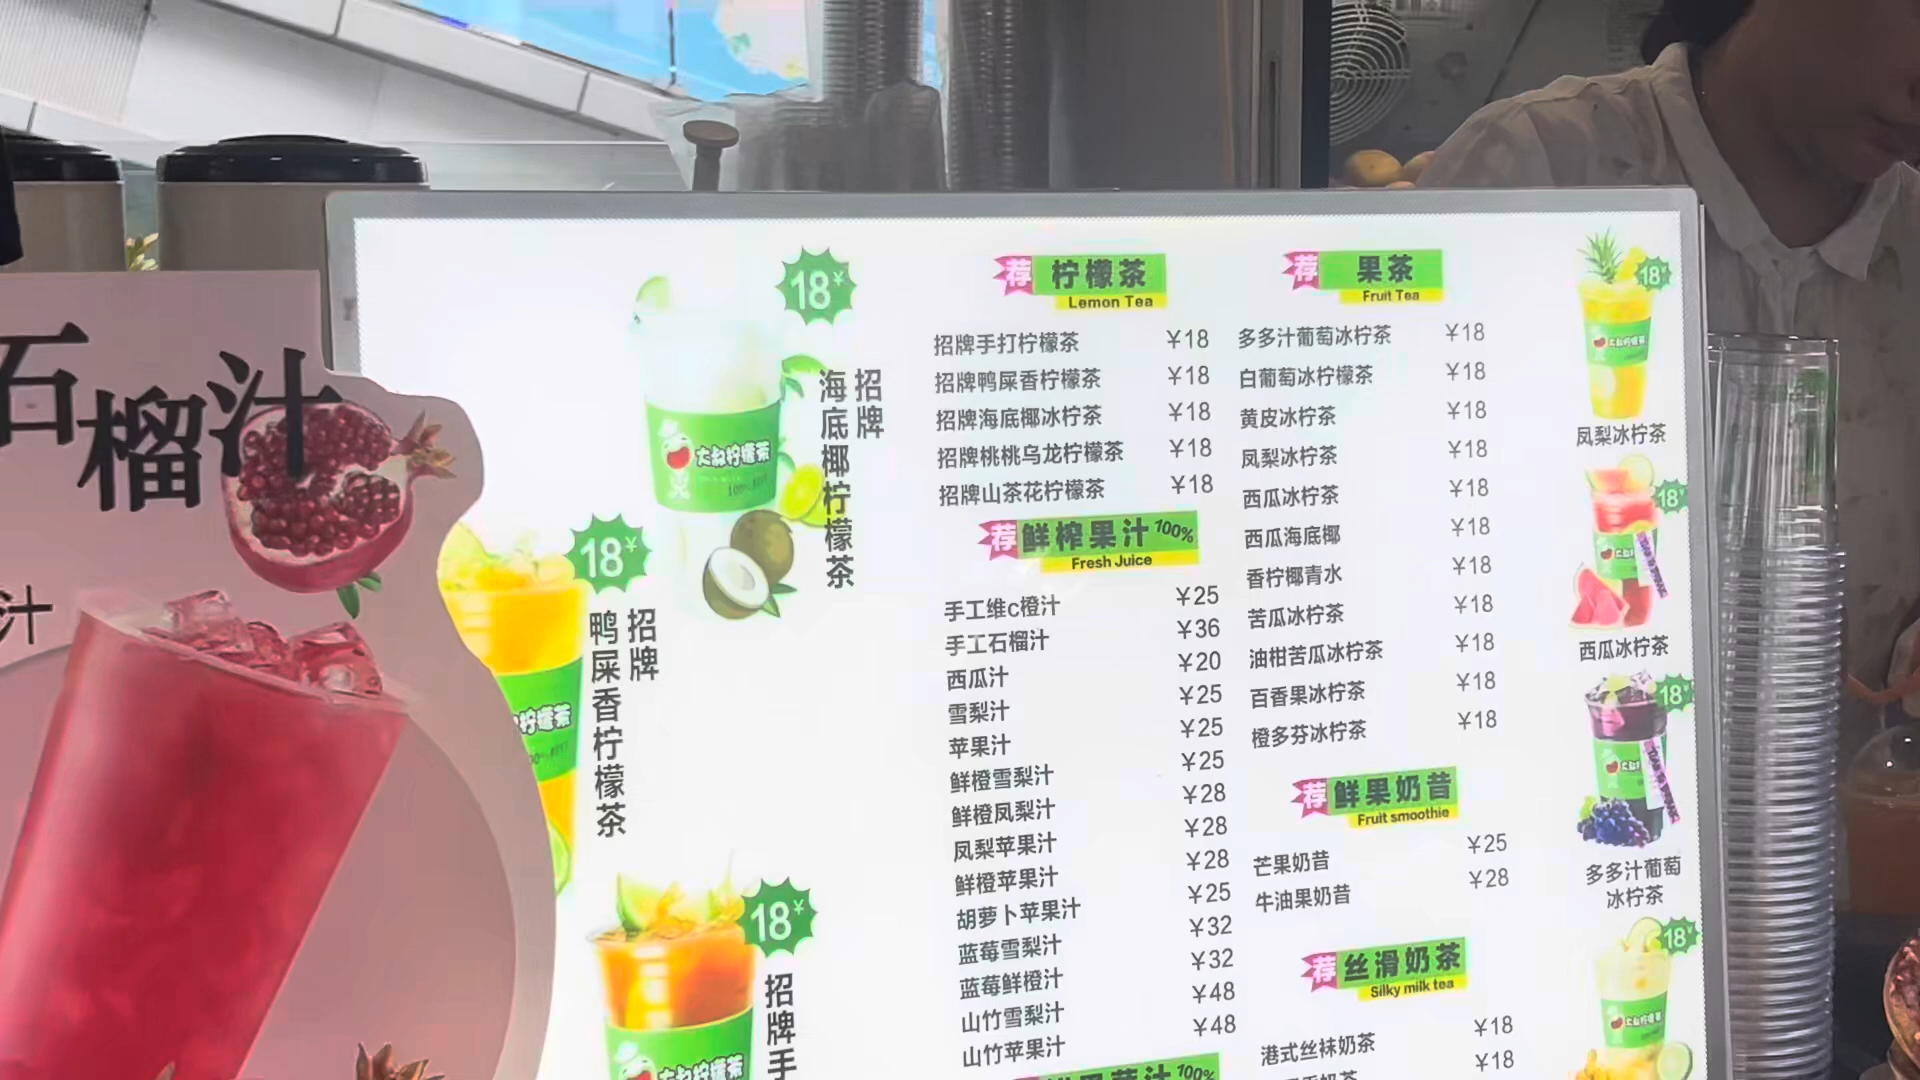 石榴汁
汁
18¥
招牌
海底椰柠檬茶
大叔柠檬茶
18¥
招牌
鸭屎香柠檬茶
18¥
招牌手
荐 柠檬茶
Lemon Tea
招牌手打柠檬茶 ¥18
招牌鸭屎香柠檬茶 ¥18
招牌海底椰冰柠茶 ¥18
招牌桃桃乌龙柠檬茶 ¥18
招牌山茶花柠檬茶 ¥18
荐 鲜榨果汁 100%
Fresh Juice
手工维c橙汁 ¥25
手工石榴汁 ¥36
西瓜汁 ¥20
雪梨汁 ¥25
苹果汁 ¥25
鲜橙雪梨汁 ¥25
鲜橙凤梨汁 ¥28
凤梨苹果汁 ¥28
鲜橙苹果汁 ¥28
胡萝卜苹果汁 ¥25
蓝莓雪梨汁 ¥32
蓝莓鲜橙汁 ¥32
山竹雪梨汁 ¥48
山竹苹果汁 ¥48
100%
荐 果茶
Fruit Tea
多多汁葡萄冰柠茶 ¥18
白葡萄冰柠檬茶 ¥18
黄皮冰柠茶 ¥18
凤梨冰柠茶 ¥18
西瓜冰柠茶 ¥18
西瓜海底椰 ¥18
香柠椰青水 ¥18
苦瓜冰柠茶 ¥18
油柑苦瓜冰柠茶 ¥18
百香果冰柠茶 ¥18
橙多芬冰柠茶 ¥18
荐 鲜果奶昔
Fruit smoothie
芒果奶昔 ¥25
牛油果奶昔 ¥28
荐 丝滑奶茶
Silky milk tea
港式丝袜奶茶 ¥18
¥18
18¥
凤梨冰柠茶
18¥
西瓜冰柠茶
18¥
多多汁葡萄
冰柠茶
18¥